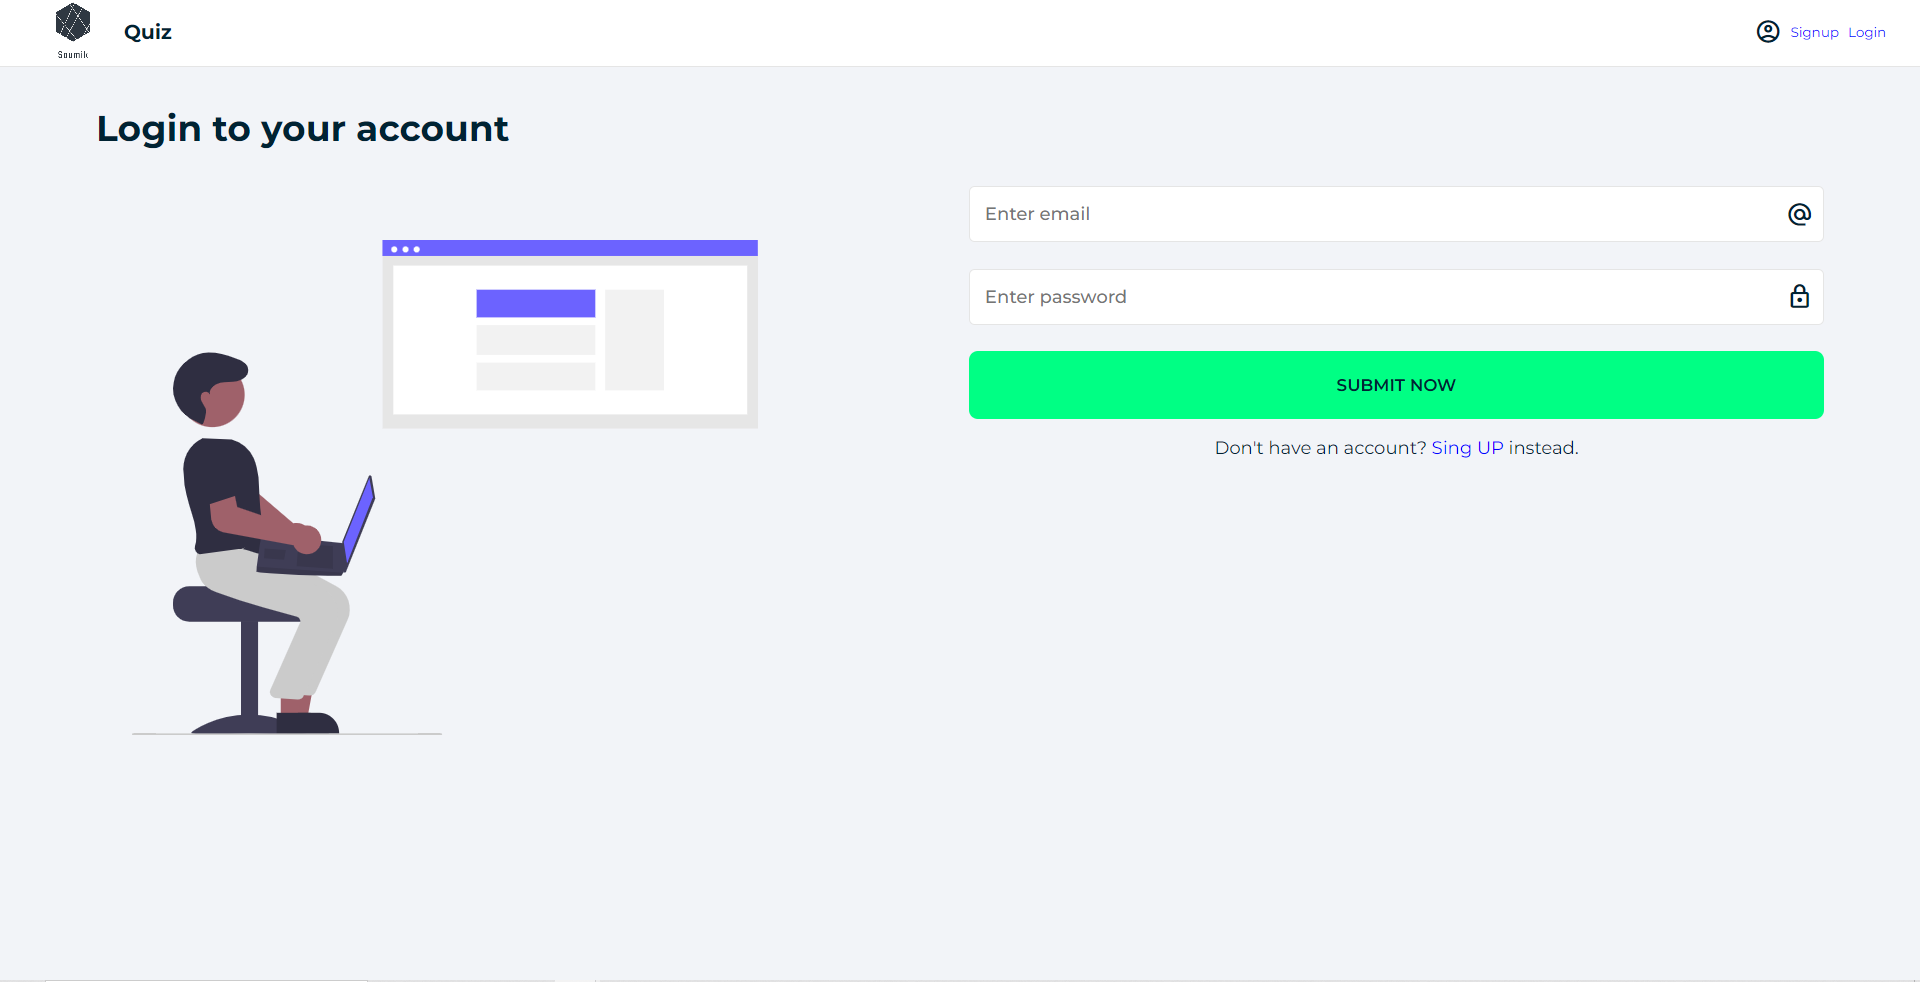 Soumik
Quiz
Signup Login
Login to your account
Enter email
Enter password
SUBMIT NOW
Don't have an account? Sing UP instead.